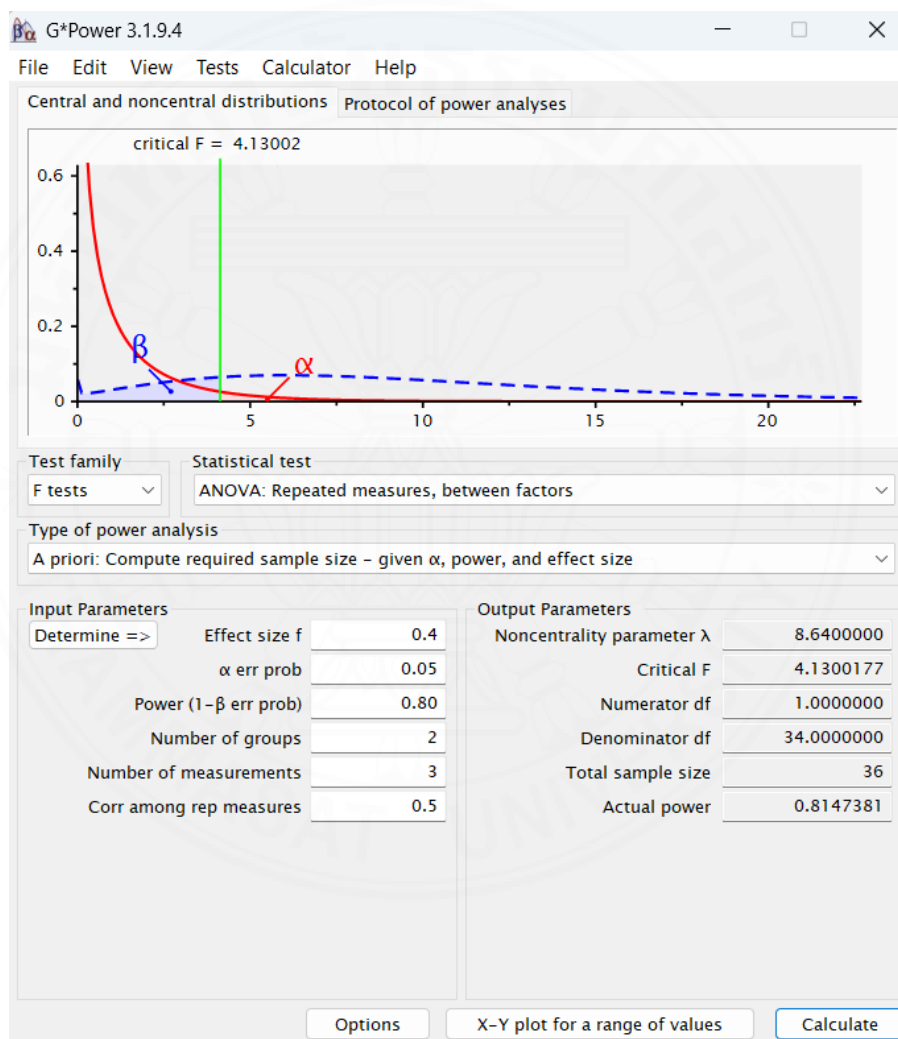 G*Power 3.1.9.4
File Edit View Tests Calculator Help
Central and noncentral distributions Protocol of power analyses
critical F = 4.13002
0.6
0.4
0.2
0
β
α
0 5 10 15 20
Test family Statistical test
F tests ANOVA: Repeated measures, between factors
Type of power analysis
A priori: Compute required sample size – given α, power, and effect size
Input Parameters Output Parameters
Determine => Effect size f 0.4 Noncentrality parameter λ 8.6400000
α err prob 0.05 Critical F 4.1300177
Power (1-β err prob) 0.80 Numerator df 1.0000000
Number of groups 2 Denominator df 34.0000000
Number of measurements 3 Total sample size 36
Corr among rep measures 0.5 Actual power 0.8147381
Options X-Y plot for a range of values Calculate